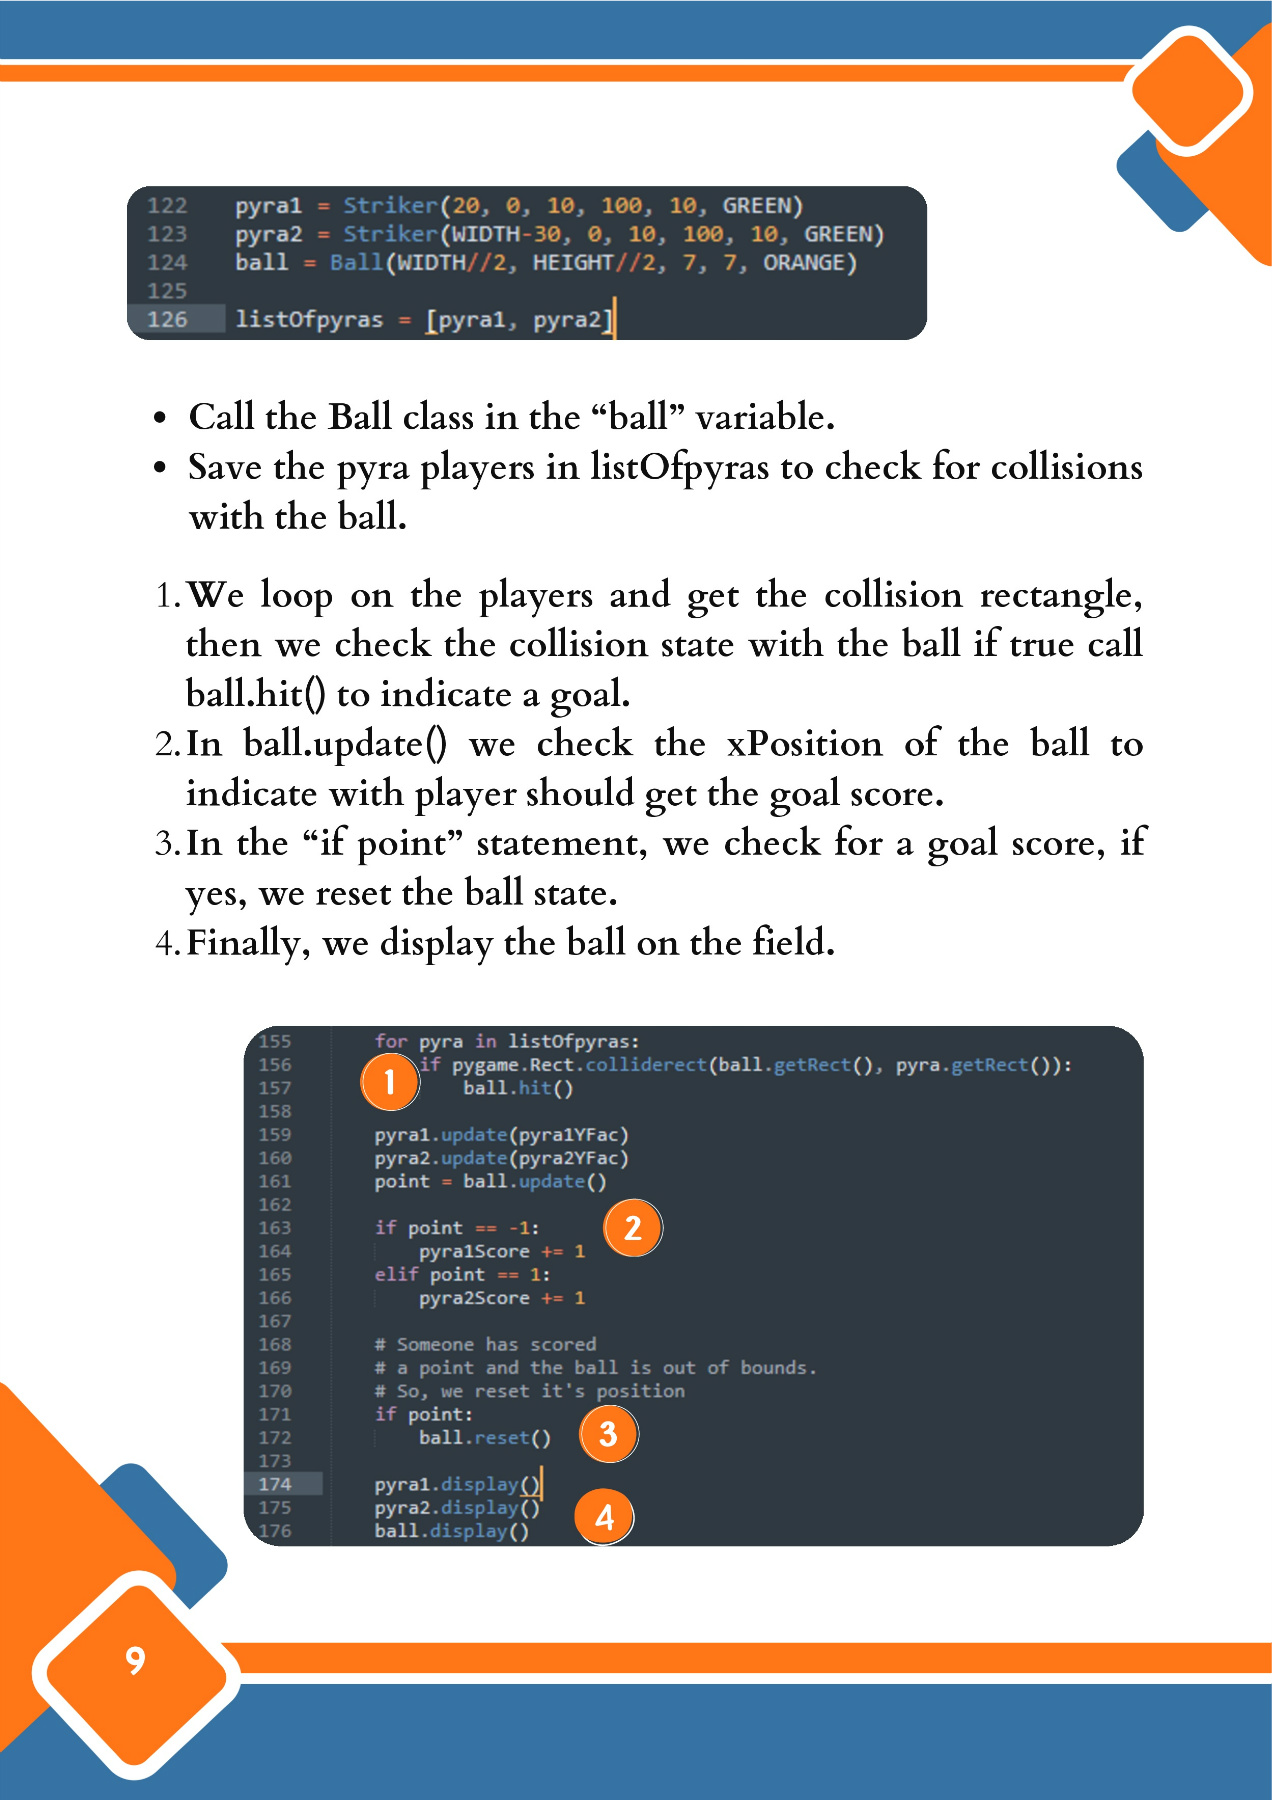 122 pyra1 = Striker(20, 0, 10, 100, 10, GREEN)
123 pyra2 = Striker(WIDTH-30, 0, 10, 100, 10, GREEN)
124 ball = Ball(WIDTH//2, HEIGHT//2, 7, 7, ORANGE)
125
126 listOfpyras = [pyra1, pyra2]
• Call the Ball class in the “ball” variable.
• Save the pyra players in listOfpyras to check for collisions
with the ball.
1. We loop on the players and get the collision rectangle,
then we check the collision state with the ball if true call
ball.hit() to indicate a goal.
2. In ball.update() we check the xPosition of the ball to
indicate with player should get the goal score.
3. In the “if point” statement, we check for a goal score, if
yes, we reset the ball state.
4. Finally, we display the ball on the field.
155 for pyra in listOfpyras:
156 if pygame.Rect.colliderect(ball.getRect(), pyra.getRect()):
1
157 ball.hit()
158
159 pyra1.update(pyra1YFac)
160 pyra2.update(pyra2YFac)
161 point = ball.update()
162
163 if point == -1:
2
164 pyra1Score += 1
165 elif point == 1:
166 pyra2Score += 1
167
168 # Someone has scored
169 # a point and the ball is out of bounds.
170 # So, we reset it's position
171 if point:
172 ball.reset()
3
173
174 pyra1.display()
175 pyra2.display()
4
176 ball.display()
9